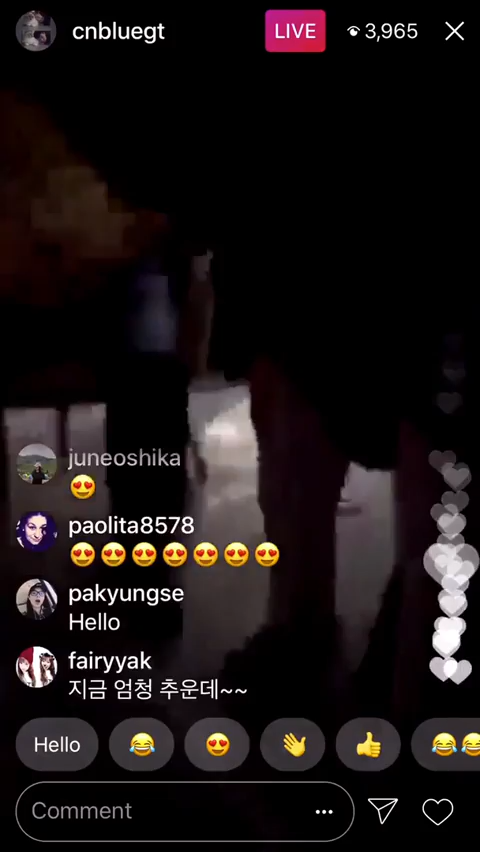 cnbluegt
LIVE
3,965
juneoshika
😍
paolita8578
😍😍😍😍😍😍😍
pakyungse
Hello
fairyyak
지금 엄청 추운데~~
Hello 😂 😍 👋 👍 😂😂
Comment